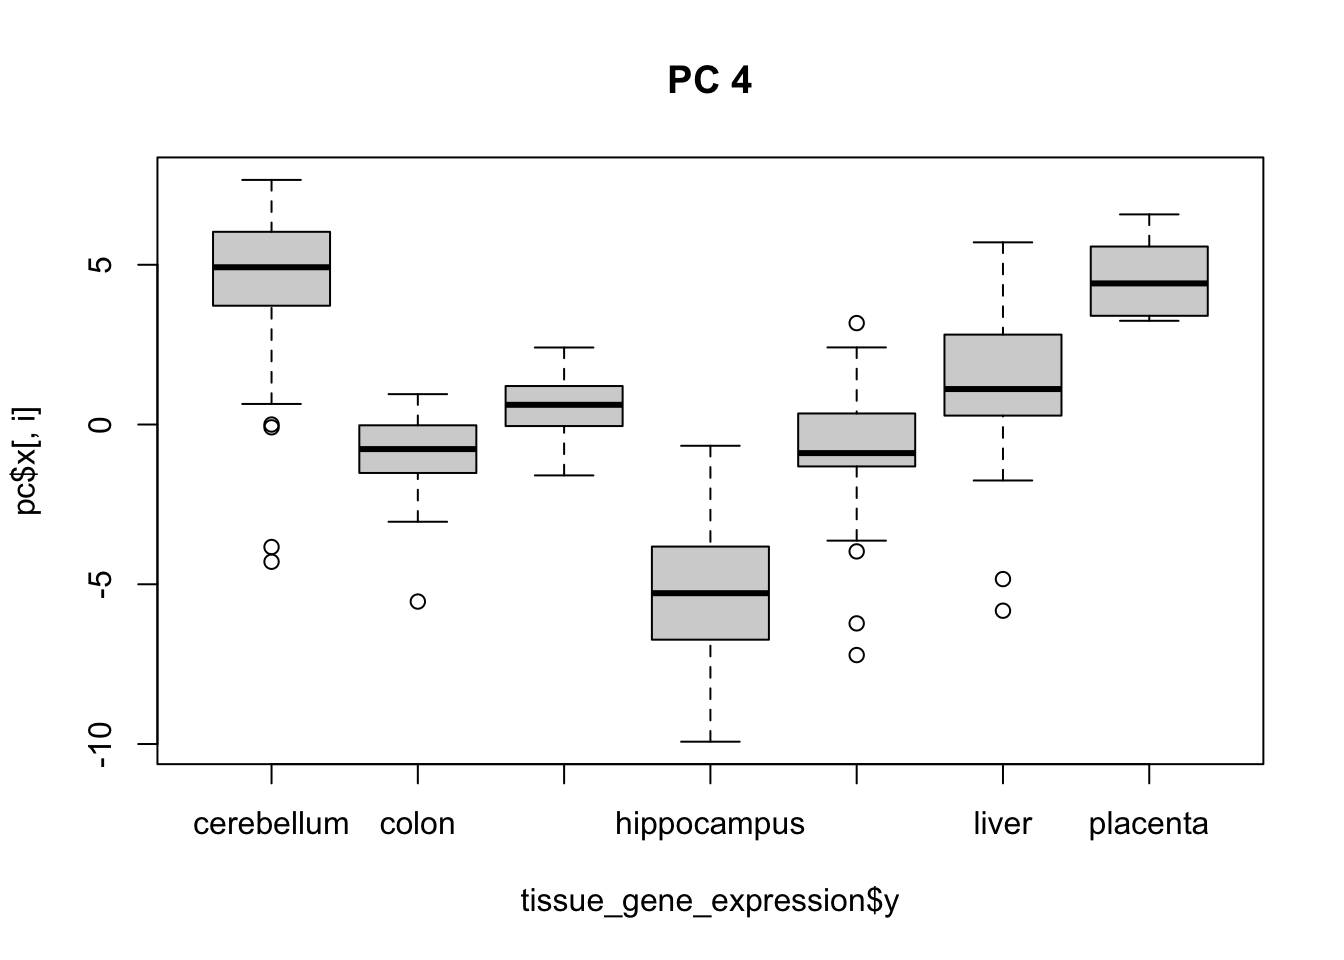 PC 4
pc$x[, i]
5
0
-5
-10
cerebellum colon hippocampus liver placenta
tissue_gene_expression$y